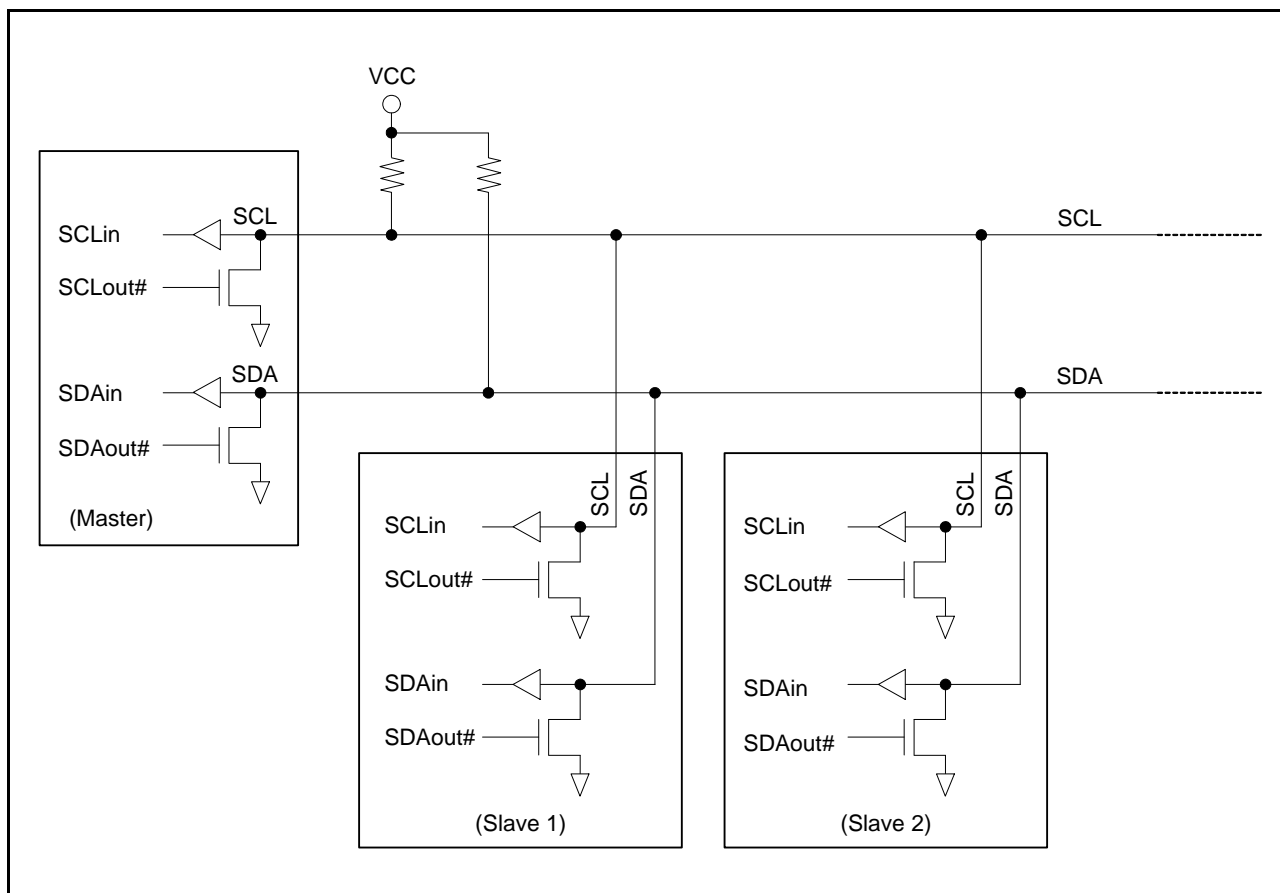 VCC
SCL
SCLin
SCLout#
SDA
SDAin
SDAout#
(Master)
SCL
SDA
SCL
SDA
SCLin
SCLout#
SDAin
SDAout#
(Slave 1)
SCL
SDA
SCLin
SCLout#
SDAin
SDAout#
(Slave 2)